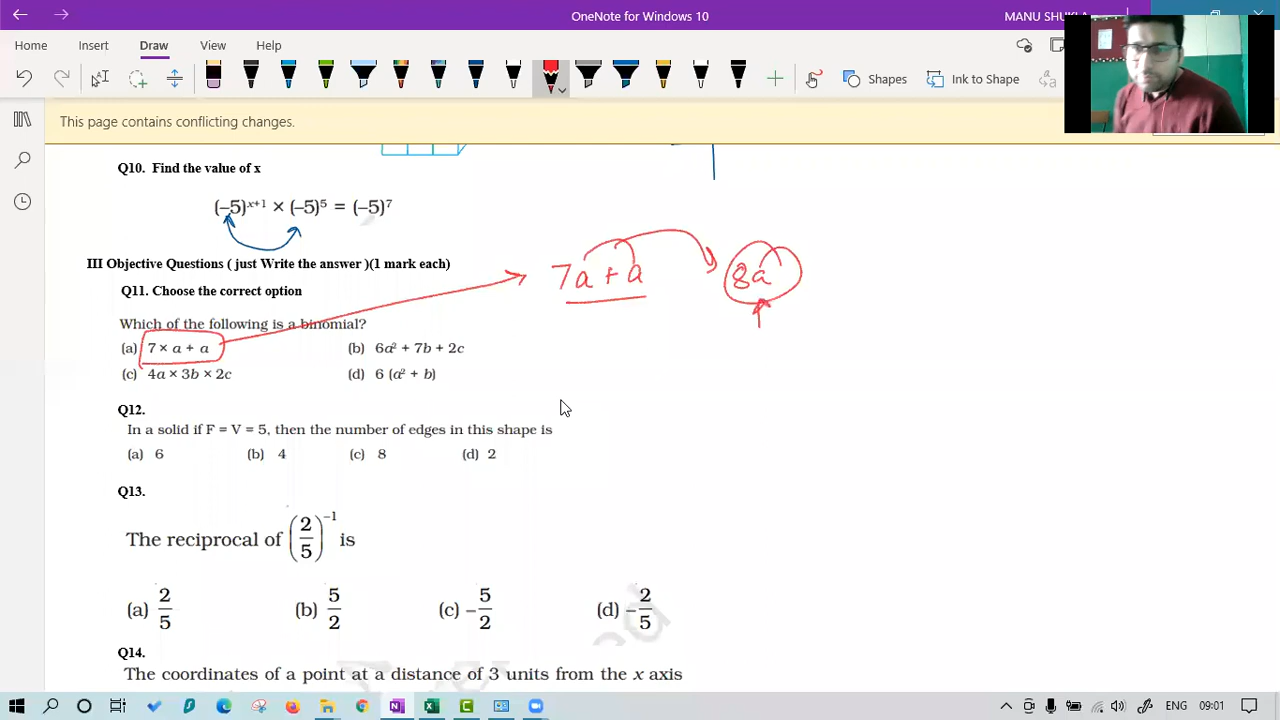 OneNote for Windows 10
MANU SHUKL
Home Insert Draw View Help
Shapes Ink to Shape
This page contains conflicting changes.
Q10. Find the value of x
(–5)ˣ⁺¹ × (–5)⁵ = (–5)⁷
III Objective Questions ( just Write the answer )(1 mark each)
7a + a 8a
Q11. Choose the correct option
Which of the following is a binomial?
(a) 7 × a + a (b) 6a² + 7b + 2c
(c) 4a × 3b × 2c (d) 6 (a² + b)
Q12.
In a solid if F = V = 5, then the number of edges in this shape is
(a) 6 (b) 4 (c) 8 (d) 2
Q13.
The reciprocal of (2/5)⁻¹ is
(a) 2/5 (b) 5/2 (c) –5/2 (d) –2/5
Q14.
The coordinates of a point at a distance of 3 units from the x axis
ENG 09:01